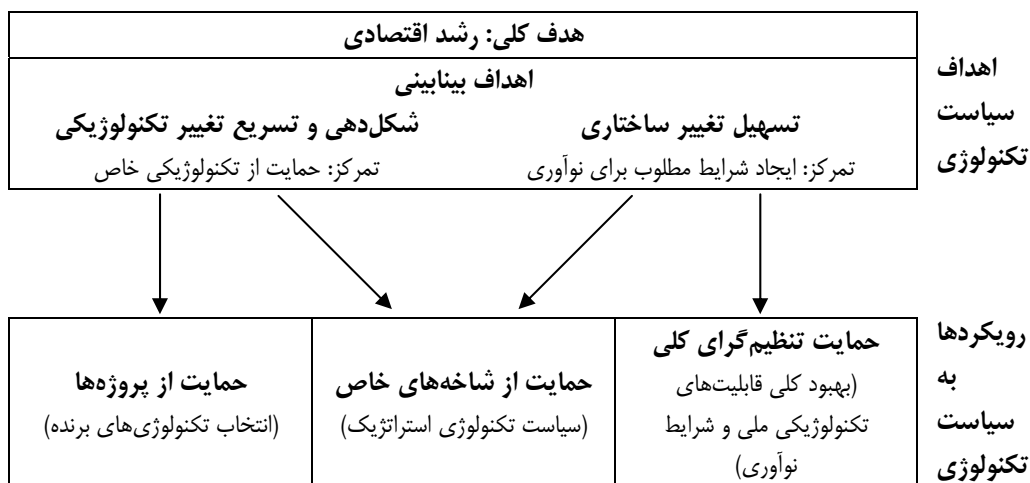 هدف کلی: رشد اقتصادی
اهداف بینابینی
تسهیل تغییر ساختاری
تمرکز: ایجاد شرایط مطلوب برای نوآوری
شکل‌دهی و تسریع تغییر تکنولوژیکی
تمرکز: حمایت از تکنولوژیکی خاص
اهداف
سیاست
تکنولوژی
رویکردها
به
سیاست
تکنولوژی
حمایت تنظیم‌گرای کلی
(بهبود کلی قابلیت‌های
تکنولوژیکی ملی و شرایط
نوآوری)
حمایت از شاخه‌های خاص
(سیاست تکنولوژی استراتژیک)
حمایت از پروژه‌ها
(انتخاب تکنولوژی‌های برنده)